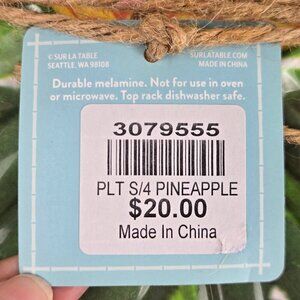 © SUR LA TABLE
SEATTLE, WA 98108
SURLATABLE.COM
MADE IN CHINA
Durable melamine. Not for use in oven
or microwave. Top rack dishwasher safe.
3079555
PLT S/4 PINEAPPLE
$20.00
Made In China